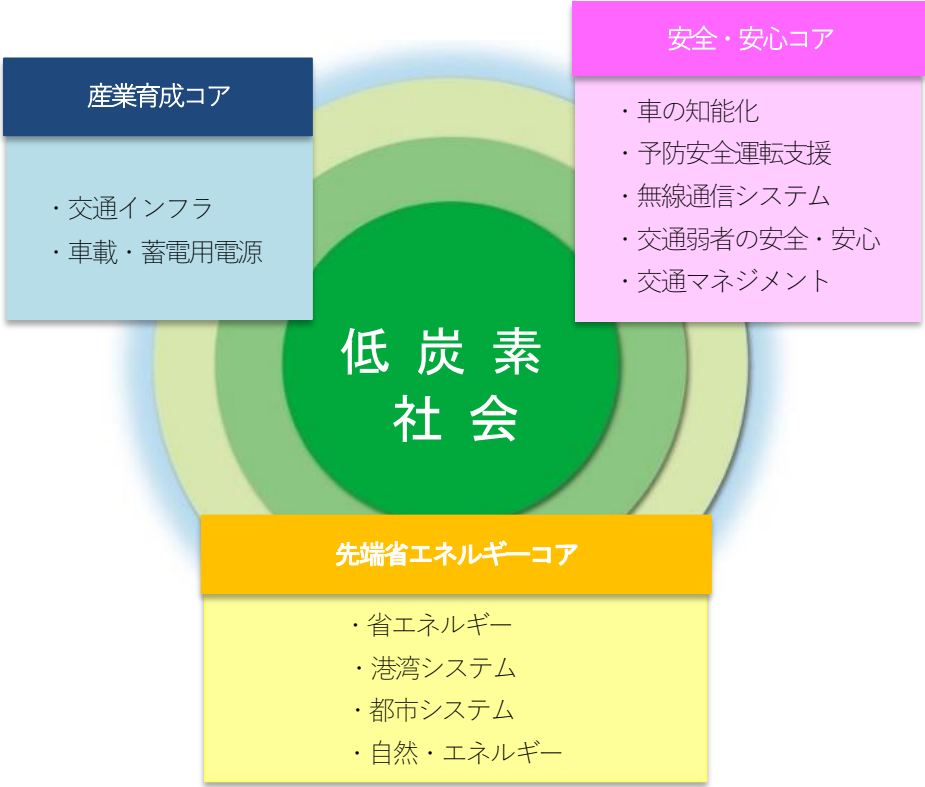 安全・安心コア
・車の知能化
・予防安全運転支援
・無線通信システム
・交通弱者の安全・安心
・交通マネジメント
産業育成コア
・交通インフラ
・車載・蓄電用電源
低炭素
社会
先端省エネルギーコア
・省エネルギー
・港湾システム
・都市システム
・自然・エネルギー